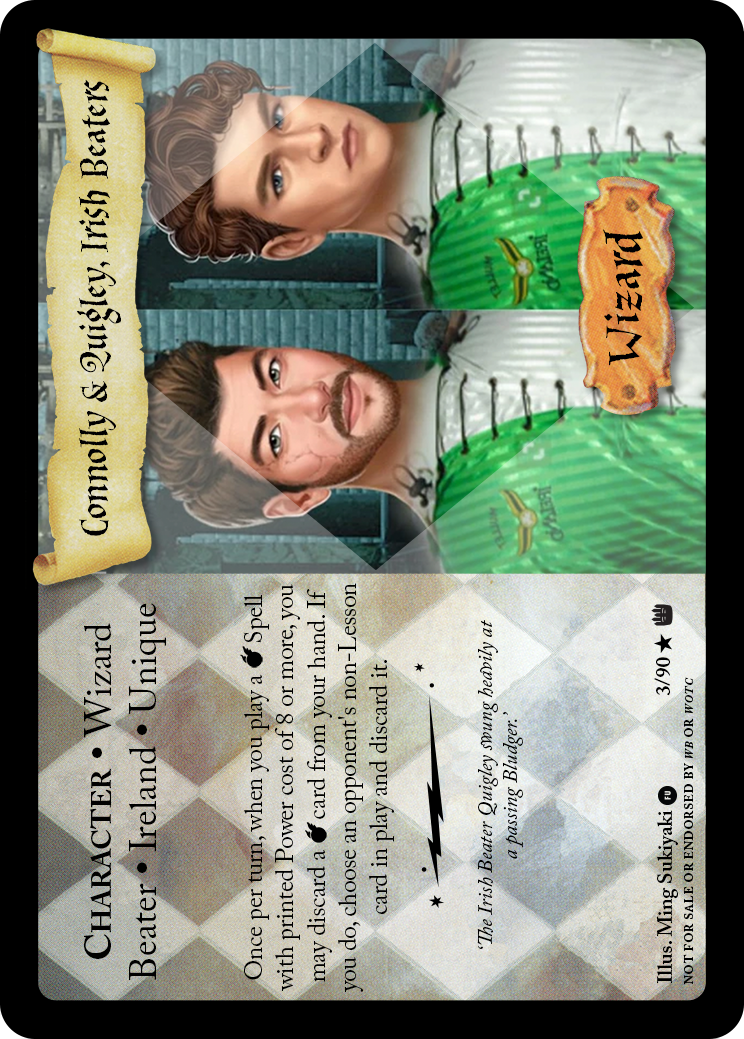 Connolly & Quigley, Irish Beaters
Wizard
CHARACTER • Wizard
Beater • Ireland • Unique
Once per turn, when you play a Spell
with printed Power cost of 8 or more, you
may discard a card from your hand. If
you do, choose an opponent's non-Lesson
card in play and discard it.
'The Irish Beater Quigley swung heavily at
a passing Bludger.'
Illus. Ming Sukiyaki FU 3/90 ★
NOT FOR SALE OR ENDORSED BY WB OR WOTC